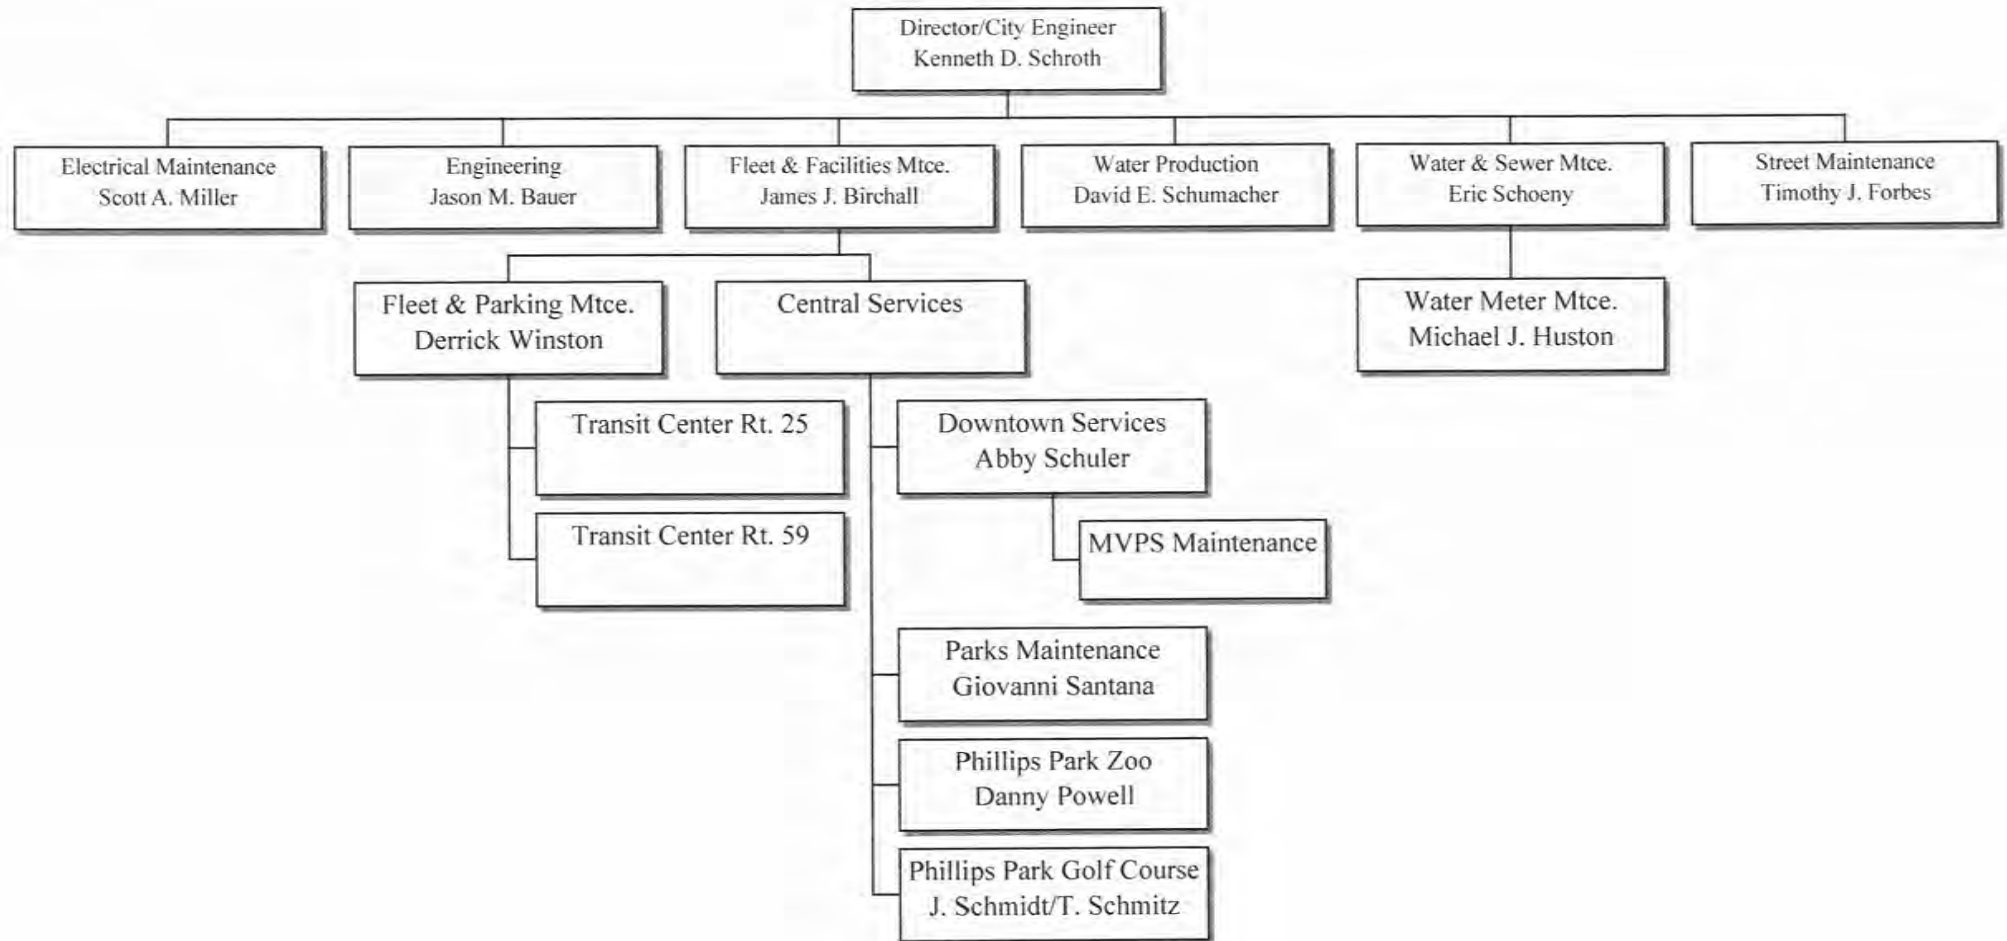 Director/City Engineer
Kenneth D. Schroth
Electrical Maintenance
Scott A. Miller
Engineering
Jason M. Bauer
Fleet & Facilities Mtce.
James J. Birchall
Water Production
David E. Schumacher
Water & Sewer Mtce.
Eric Schoeny
Street Maintenance
Timothy J. Forbes
Fleet & Parking Mtce.
Derrick Winston
Central Services
Water Meter Mtce.
Michael J. Huston
Transit Center Rt. 25
Transit Center Rt. 59
Downtown Services
Abby Schuler
MVPS Maintenance
Parks Maintenance
Giovanni Santana
Phillips Park Zoo
Danny Powell
Phillips Park Golf Course
J. Schmidt/T. Schmitz